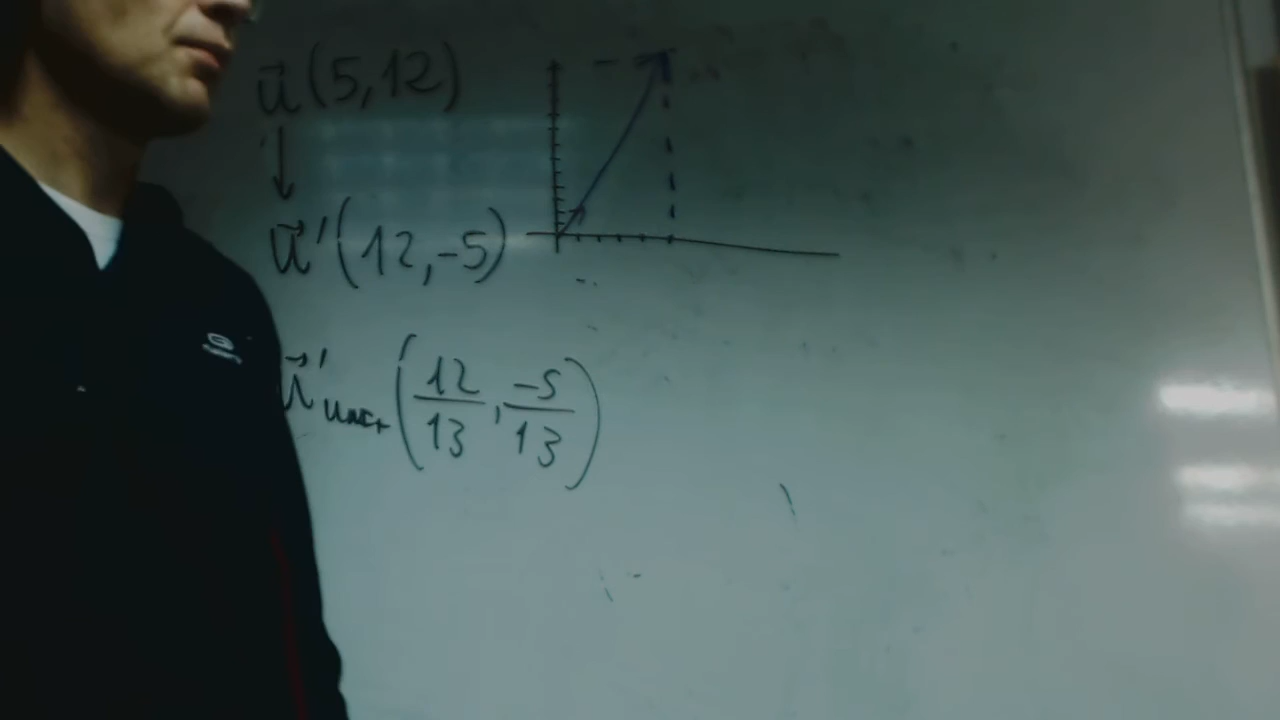 u⃗ (5,12)
↓
u⃗' (12,-5)
u⃗' (12/13, -5/13)